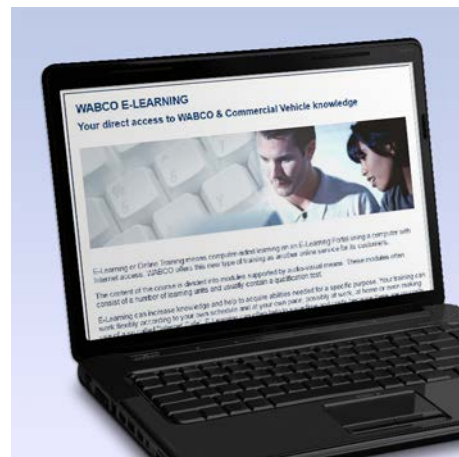 WABCO E-LEARNING
Your direct access to WABCO & Commercial Vehicle knowledge
E-Learning or Online Training means computer-aided learning on an E-Learning Portal using a computer with
Internet access. WABCO offers this new type of training as another online service for its customers.
The content of the course is divided into modules supported by audio-visual means. These modules often
consist of a number of learning units and usually contain a qualification test.
E-Learning can increase knowledge and help to acquire abilities needed for a specific purpose. Your training can
work flexibly according to your own schedule and at your own pace, possibly at work, at home or even making